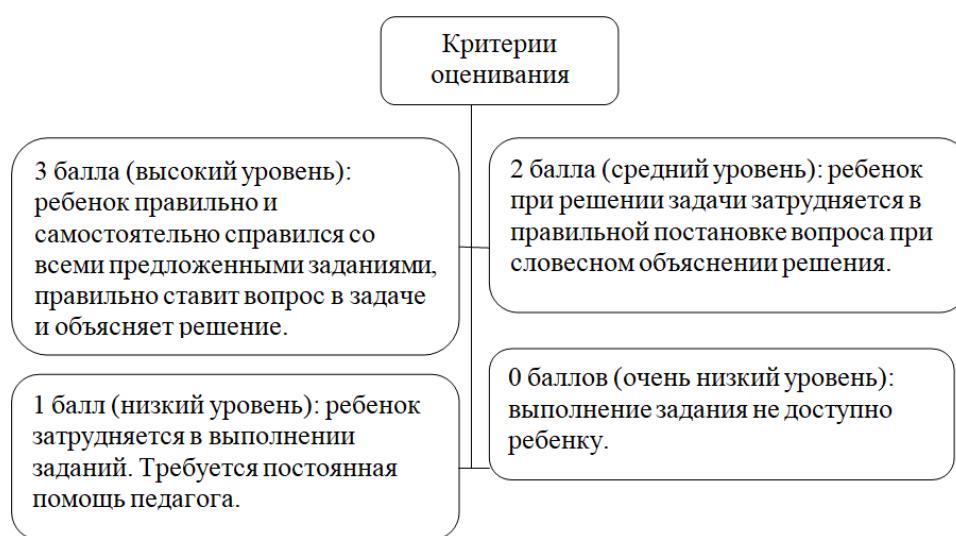 Критерии
оценивания
3 балла (высокий уровень):
ребенок правильно и
самостоятельно справился со
всеми предложенными заданиями,
правильно ставит вопрос в задаче
и объясняет решение.
2 балла (средний уровень): ребенок
при решении задачи затрудняется в
правильной постановке вопроса при
словесном объяснении решения.
1 балл (низкий уровень): ребенок
затрудняется в выполнении
заданий. Требуется постоянная
помощь педагога.
0 баллов (очень низкий уровень):
выполнение задания не доступно
ребенку.